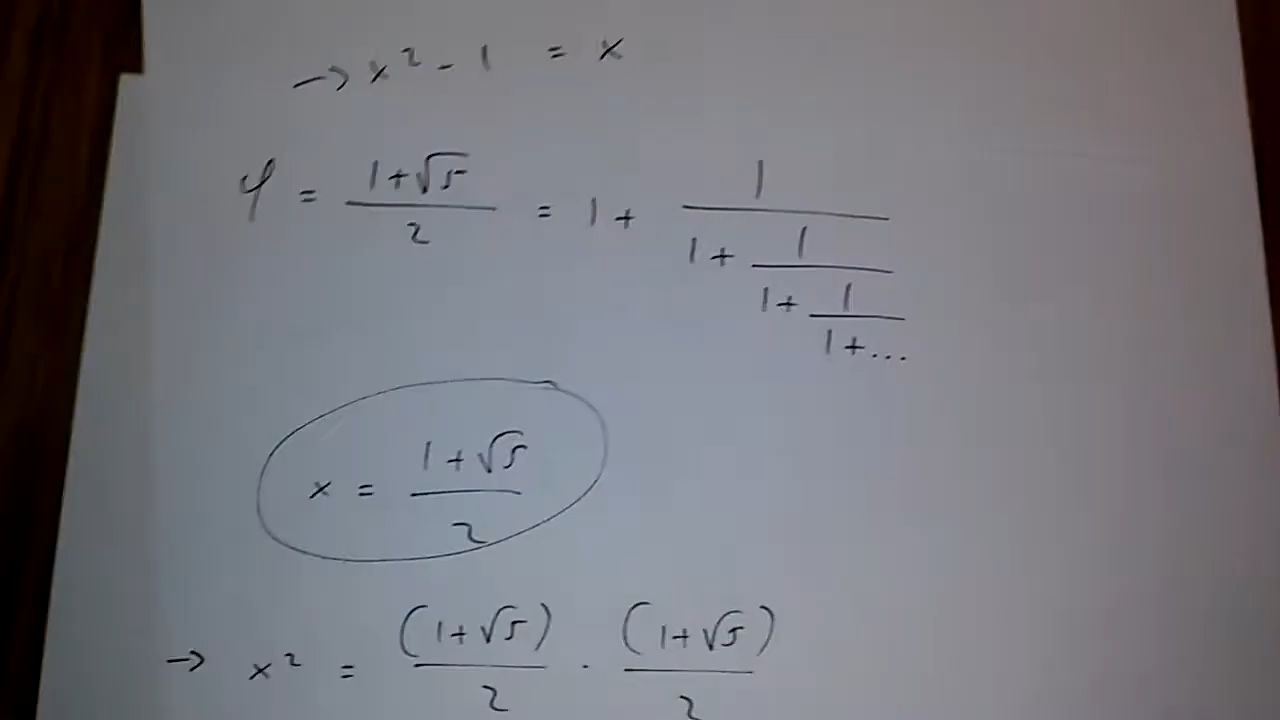 → x² - 1 = x
φ = (1+√5)/2 = 1 + 1/(1 + 1/(1 + 1/(1 + ...)))
x = (1+√5)/2
→ x² = (1+√5)/2 · (1+√5)/2